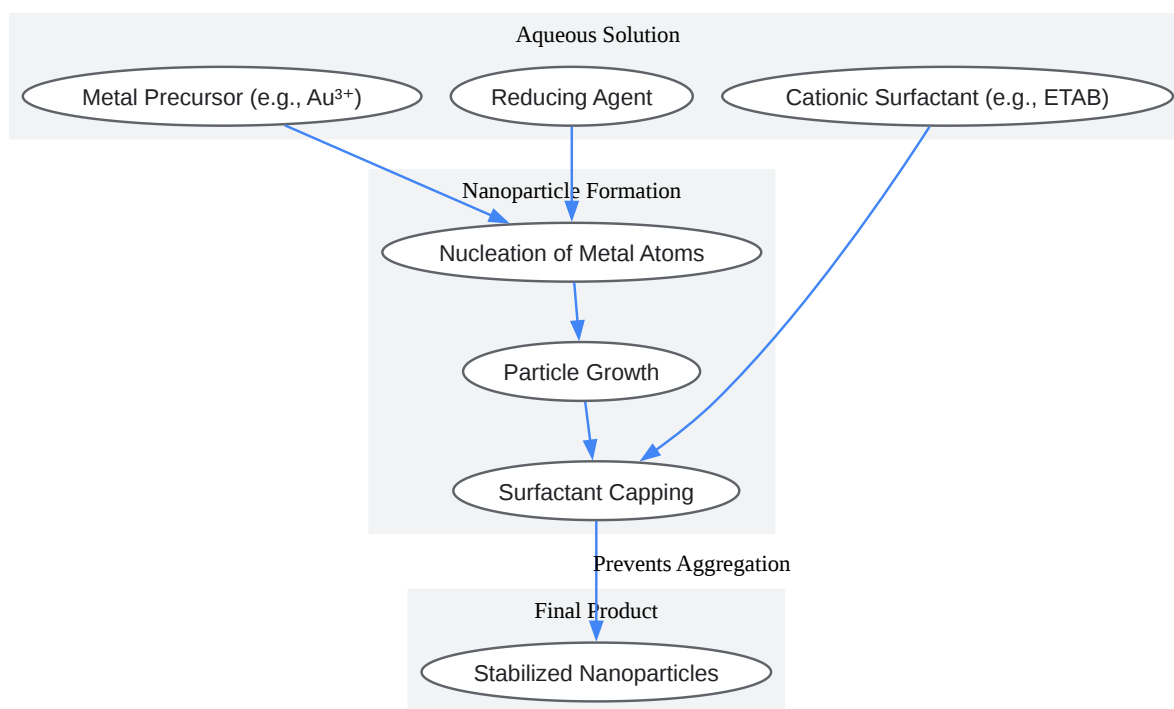 Aqueous Solution
Metal Precursor (e.g., Au³⁺)
Reducing Agent
Cationic Surfactant (e.g., ETAB)
Nanoparticle Formation
Nucleation of Metal Atoms
Particle Growth
Surfactant Capping
Prevents Aggregation
Final Product
Stabilized Nanoparticles